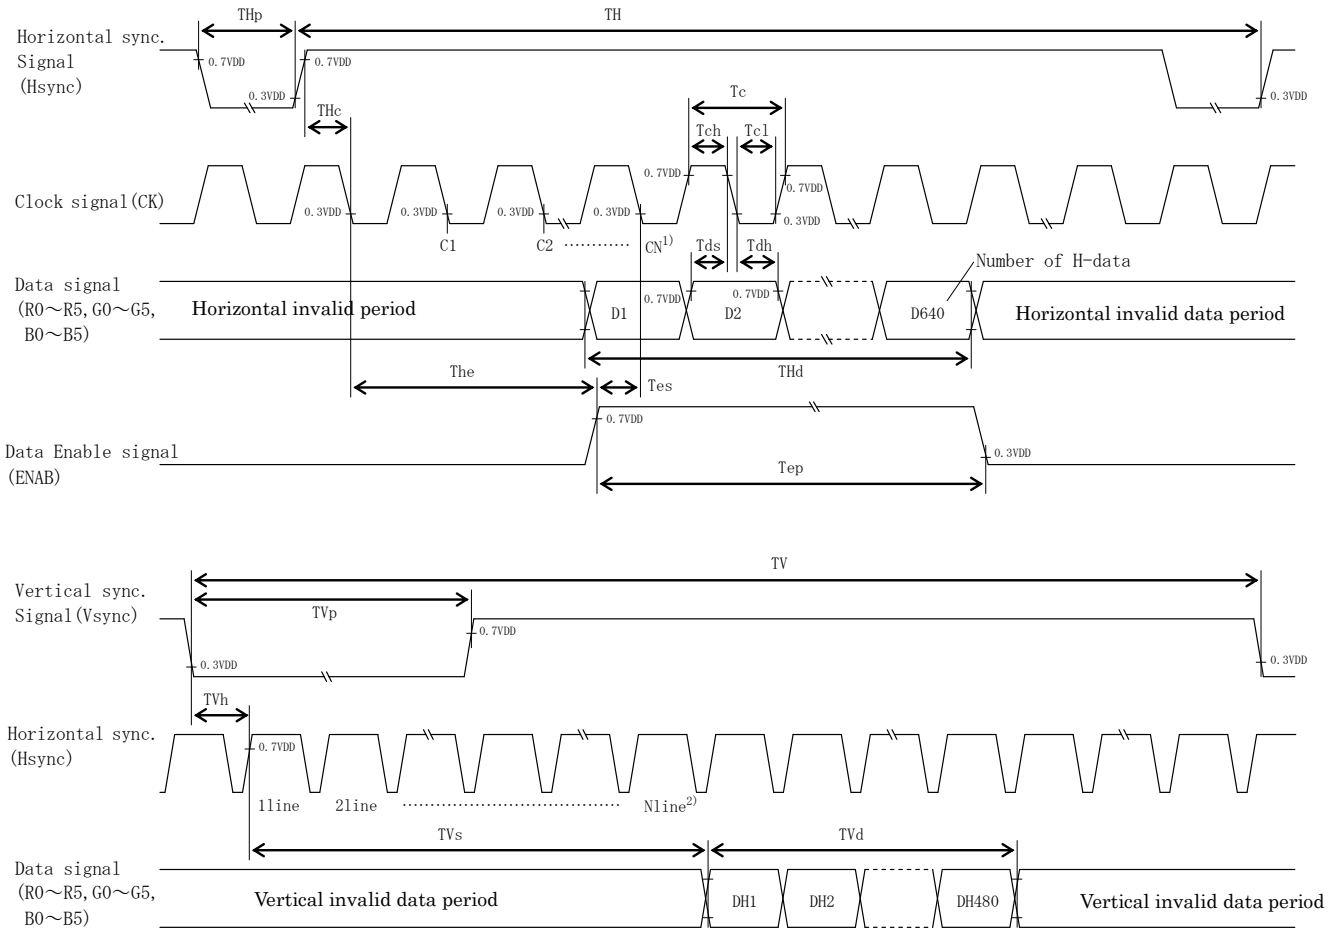 THp
TH
Horizontal sync.
Signal
(Hsync)
0.7VDD
0.3VDD
0.7VDD
0.3VDD
THc
Tc
Tch
Tcl
Clock signal(CK)
0.3VDD
0.3VDD
0.3VDD
0.3VDD
0.7VDD
0.7VDD
0.3VDD
C1
C2
CN1)
Tds
Tdh
Number of H-data
Data signal
(R0～R5,G0～G5,
B0～B5)
Horizontal invalid period
D1
0.7VDD
D2
0.7VDD
D640
Horizontal invalid data period
The
Tes
THd
0.7VDD
Data Enable signal
(ENAB)
0.3VDD
Tep
TV
Vertical sync.
Signal(Vsync)
TVp
0.7VDD
0.3VDD
0.3VDD
TVh
Horizontal sync.
(Hsync)
0.7VDD
1line
2line
Nline2)
TVs
TVd
Data signal
(R0～R5,G0～G5,
B0～B5)
Vertical invalid data period
DH1
DH2
DH480
Vertical invalid data period